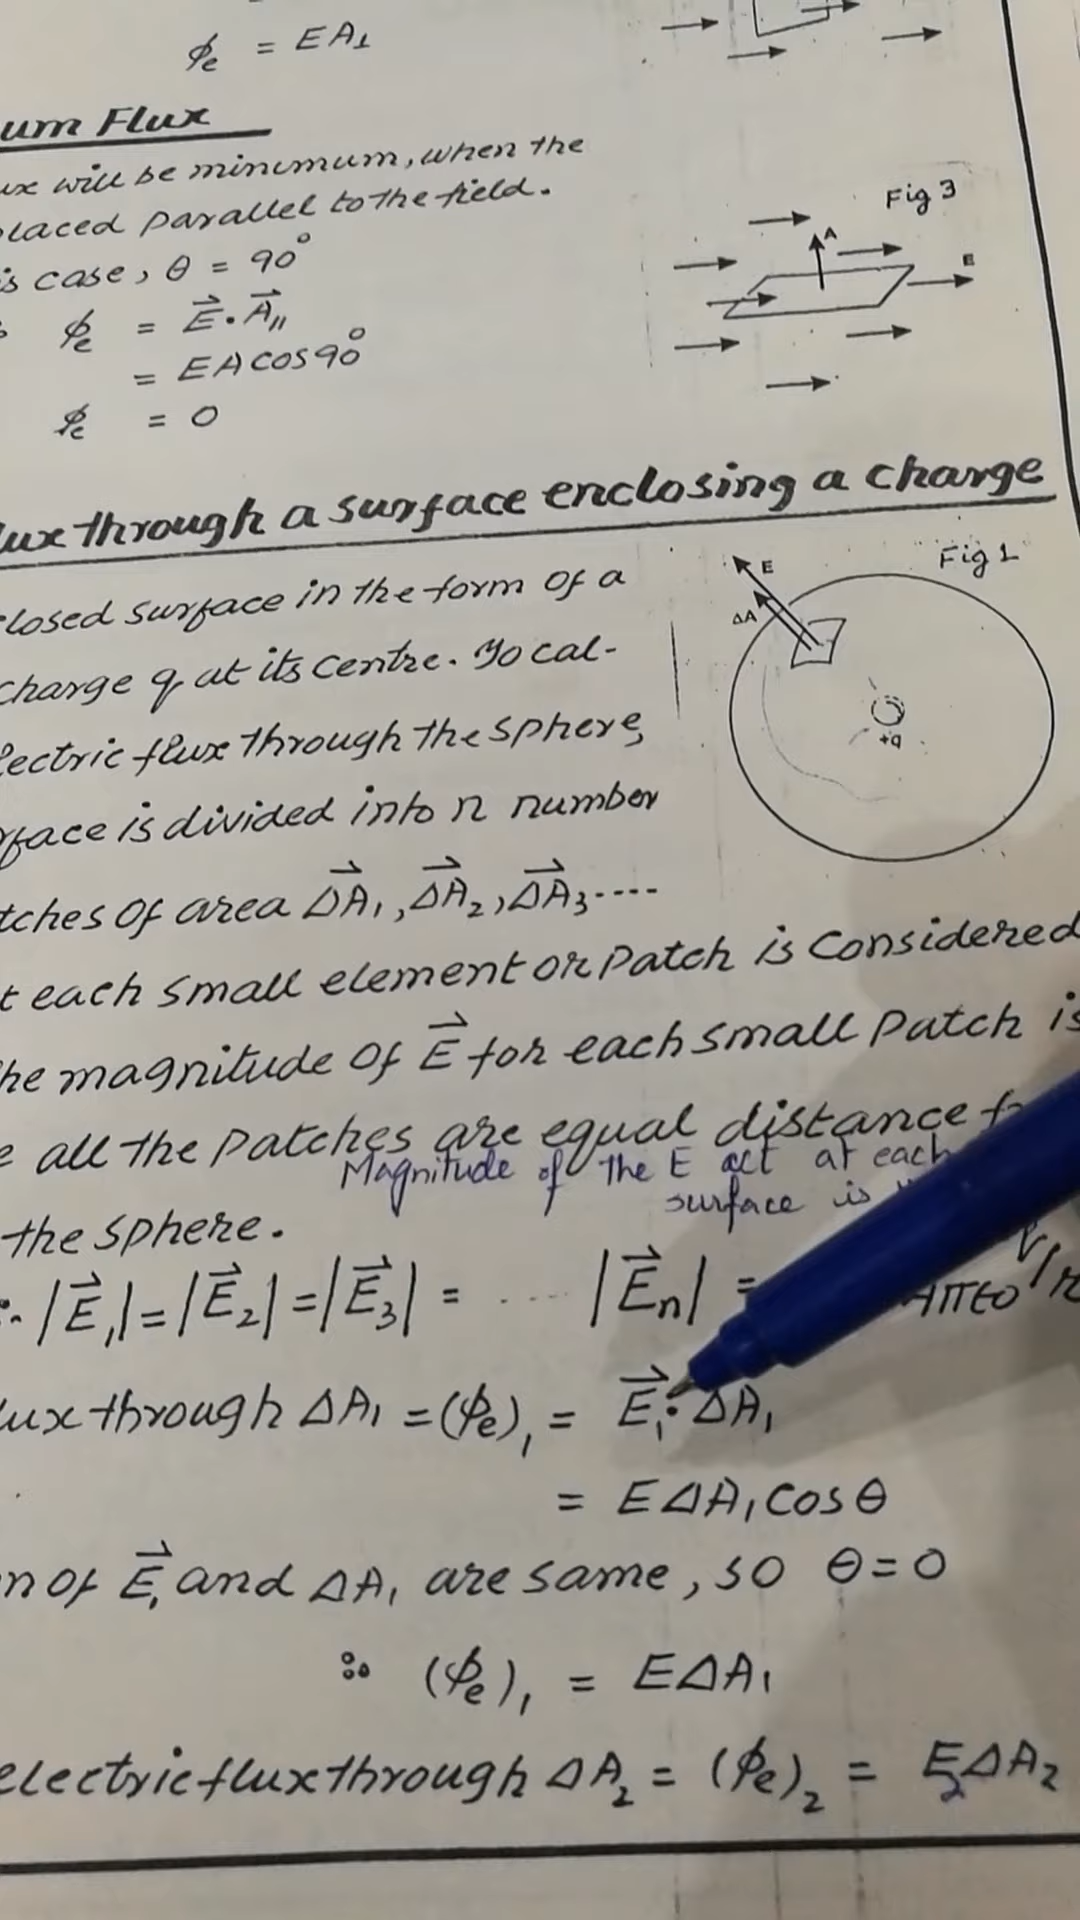 ϕe = EA⊥
um Flux
ux will be minimum, when the
placed parallel to the field.
is case, θ = 90°
Fig 3
A
E
ϕe = E⃗ . A⃗||
= EA cos 90°
ϕe = 0
lux through a surface enclosing a charge
Fig 1
E
ΔA
+q
closed surface in the form of a
charge q at its centre. To cal-
lectric flux through the sphere,
rface is divided into n number
tches of area ΔA⃗1, ΔA⃗2, ΔA⃗3 ----
t each small element or patch is considered
he magnitude of E⃗ for each small patch is
e all the patches are equal distance
Magnitude of the E act at each
surface is
the sphere.
∴ |E⃗1| = |E⃗2| = |E⃗3| = .... |E⃗n| =
lux through ΔA1 = (ϕe)1 = E⃗1 . ΔA1
= EΔA1 cos θ
n of E⃗1 and ΔA1 are same, so θ = 0
∴ (ϕe)1 = EΔA1
electric flux through ΔA2 = (ϕe)2 = E2ΔA2